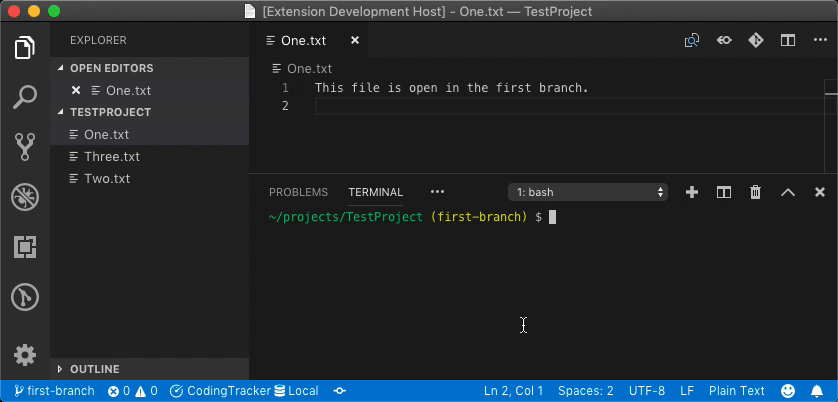 [Extension Development Host] - One.txt — TestProject
EXPLORER
OPEN EDITORS
One.txt
TESTPROJECT
One.txt
Three.txt
Two.txt
OUTLINE
One.txt
One.txt
1 This file is open in the first branch.
2
PROBLEMS TERMINAL 1: bash
~/projects/TestProject (first-branch) $
first-branch 0 0 CodingTracker Local Ln 2, Col 1 Spaces: 2 UTF-8 LF Plain Text